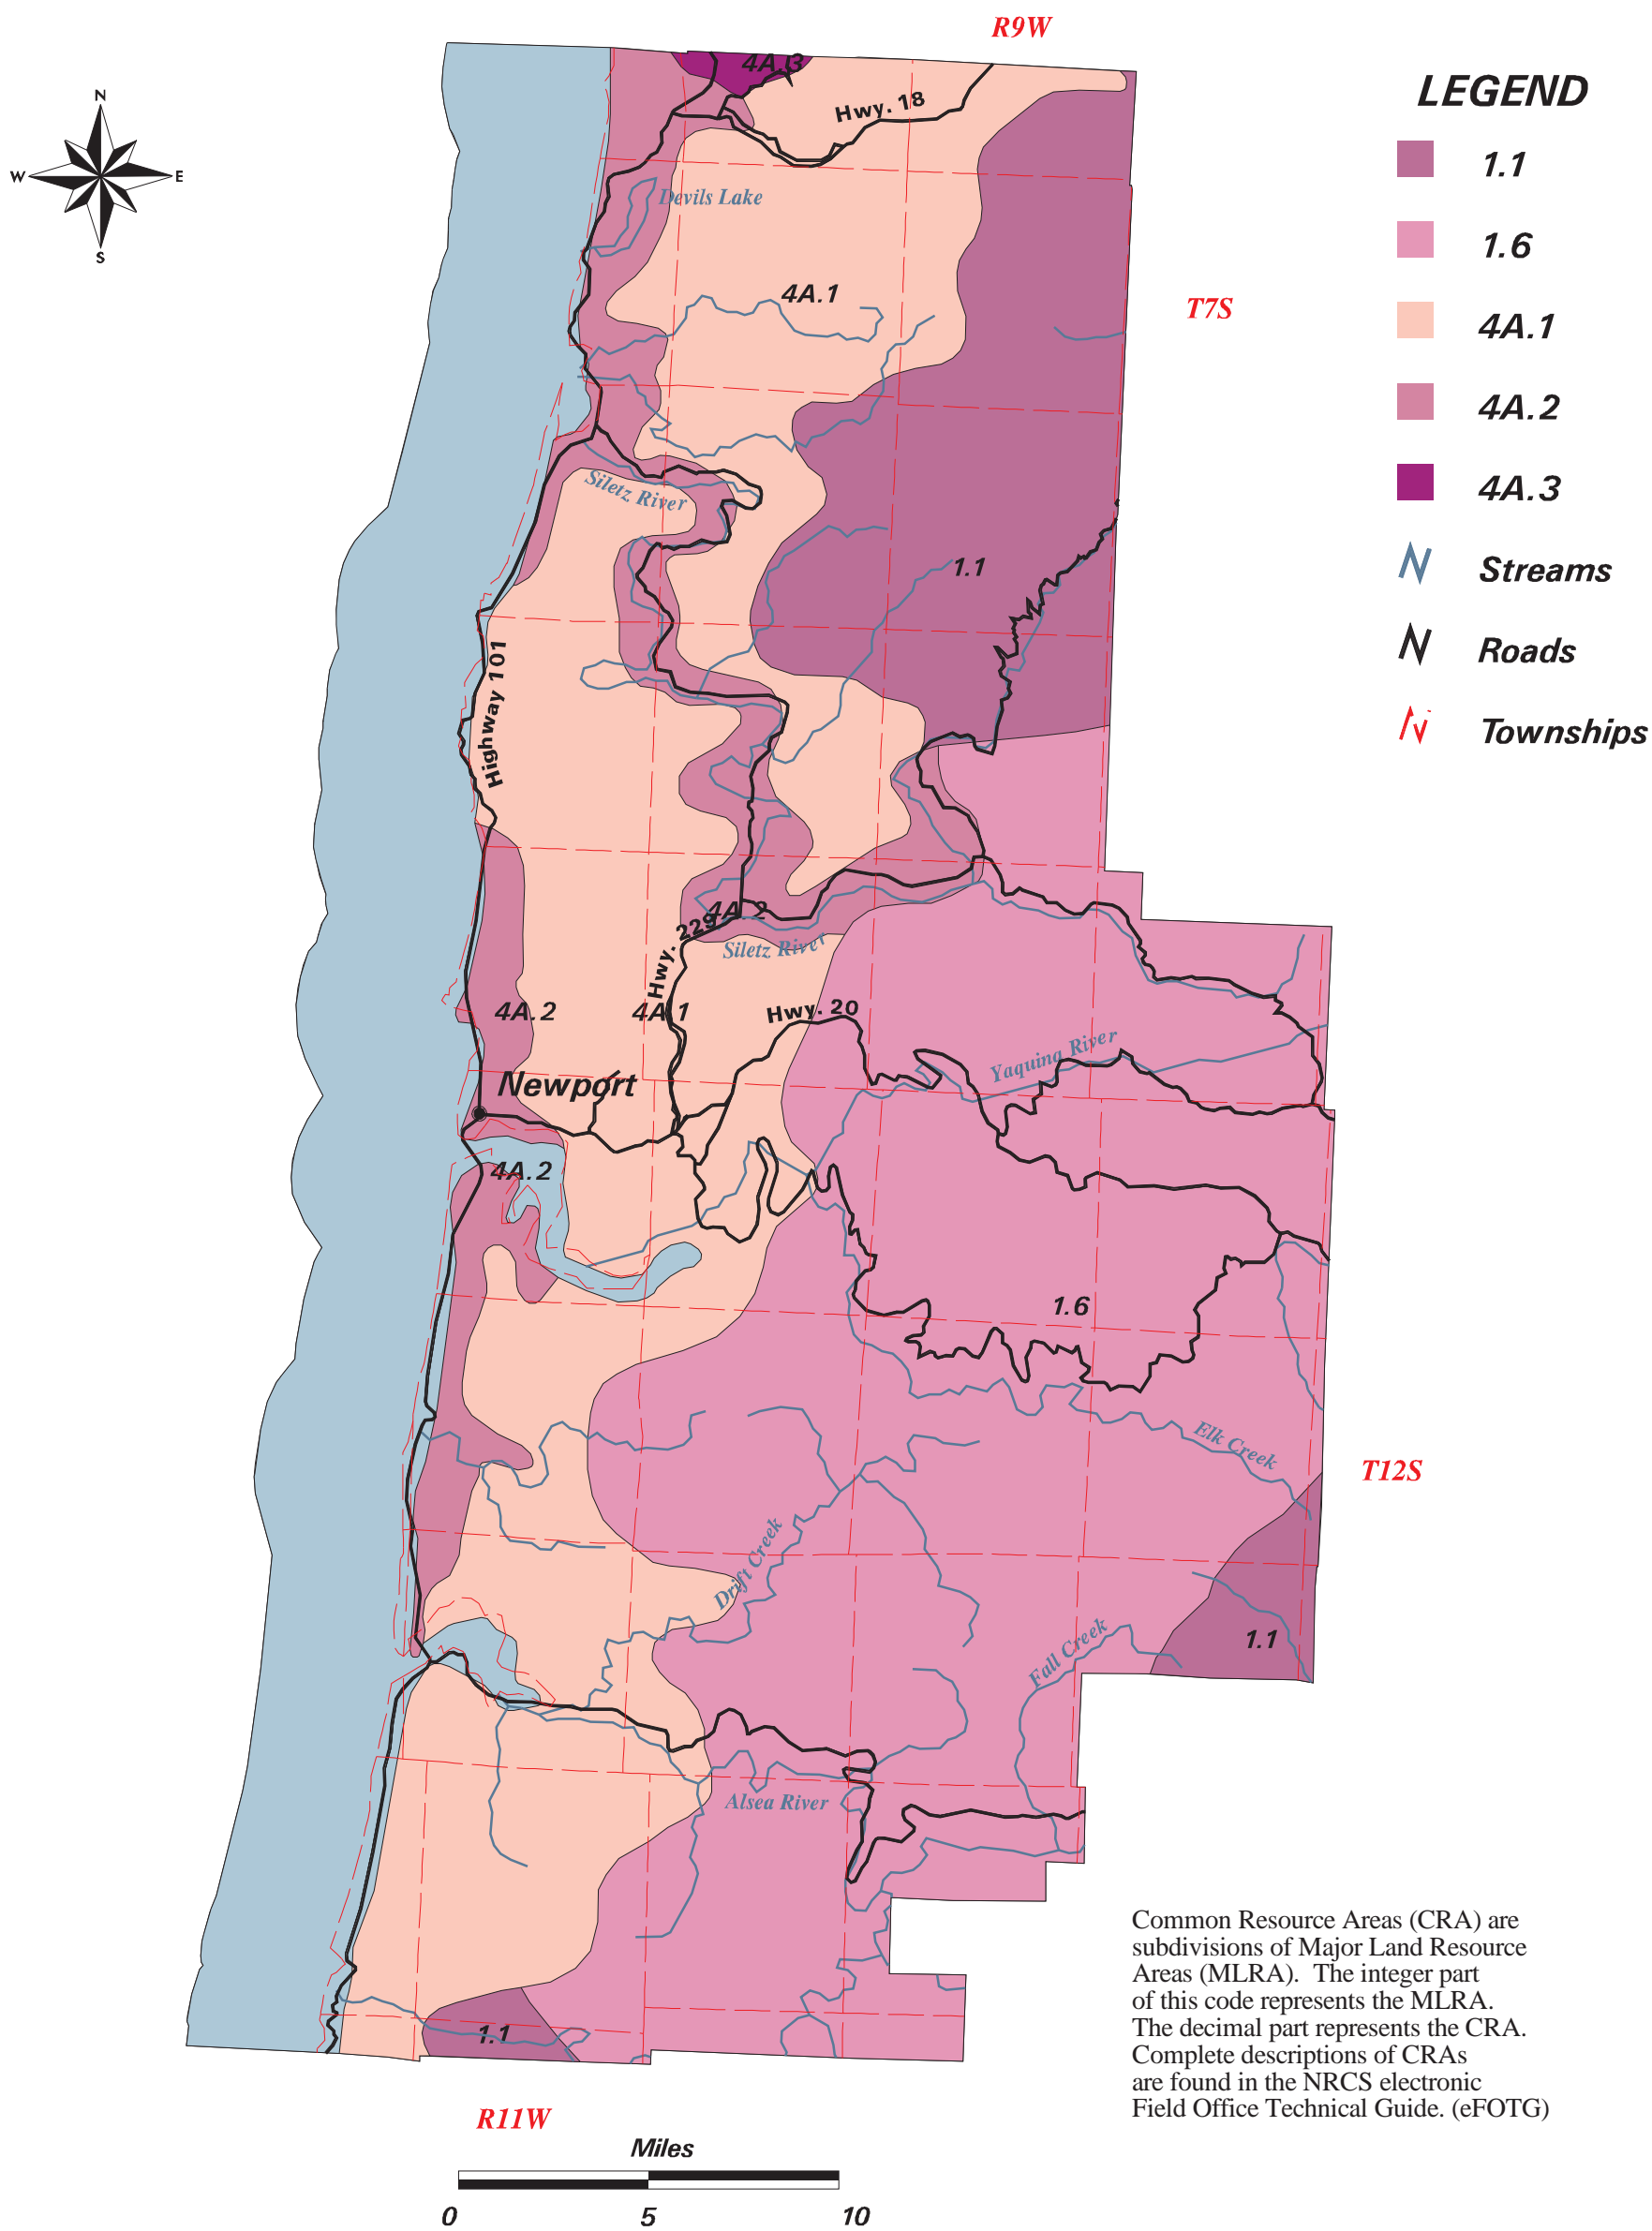 R9W
LEGEND
N
W
E
S
4A.3
Hwy. 18
1.1
Devils Lake
1.6
4A.1
T7S
4A.1
4A.2
Siletz River
4A.3
1.1
Streams
Roads
Highway 101
Townships
4A.2
Hwy. 229
Siletz River
4A.2
4A.1
Hwy. 20
Yaquina River
Newport
4A.2
1.6
Elk Creek
T12S
Drift Creek
Fall Creek
1.1
Alsea River
Common Resource Areas (CRA) are
subdivisions of Major Land Resource
Areas (MLRA).  The integer part
of this code represents the MLRA.
The decimal part represents the CRA.
Complete descriptions of CRAs
are found in the NRCS electronic
Field Office Technical Guide. (eFOTG)
1.1
R11W
Miles
0 5 10